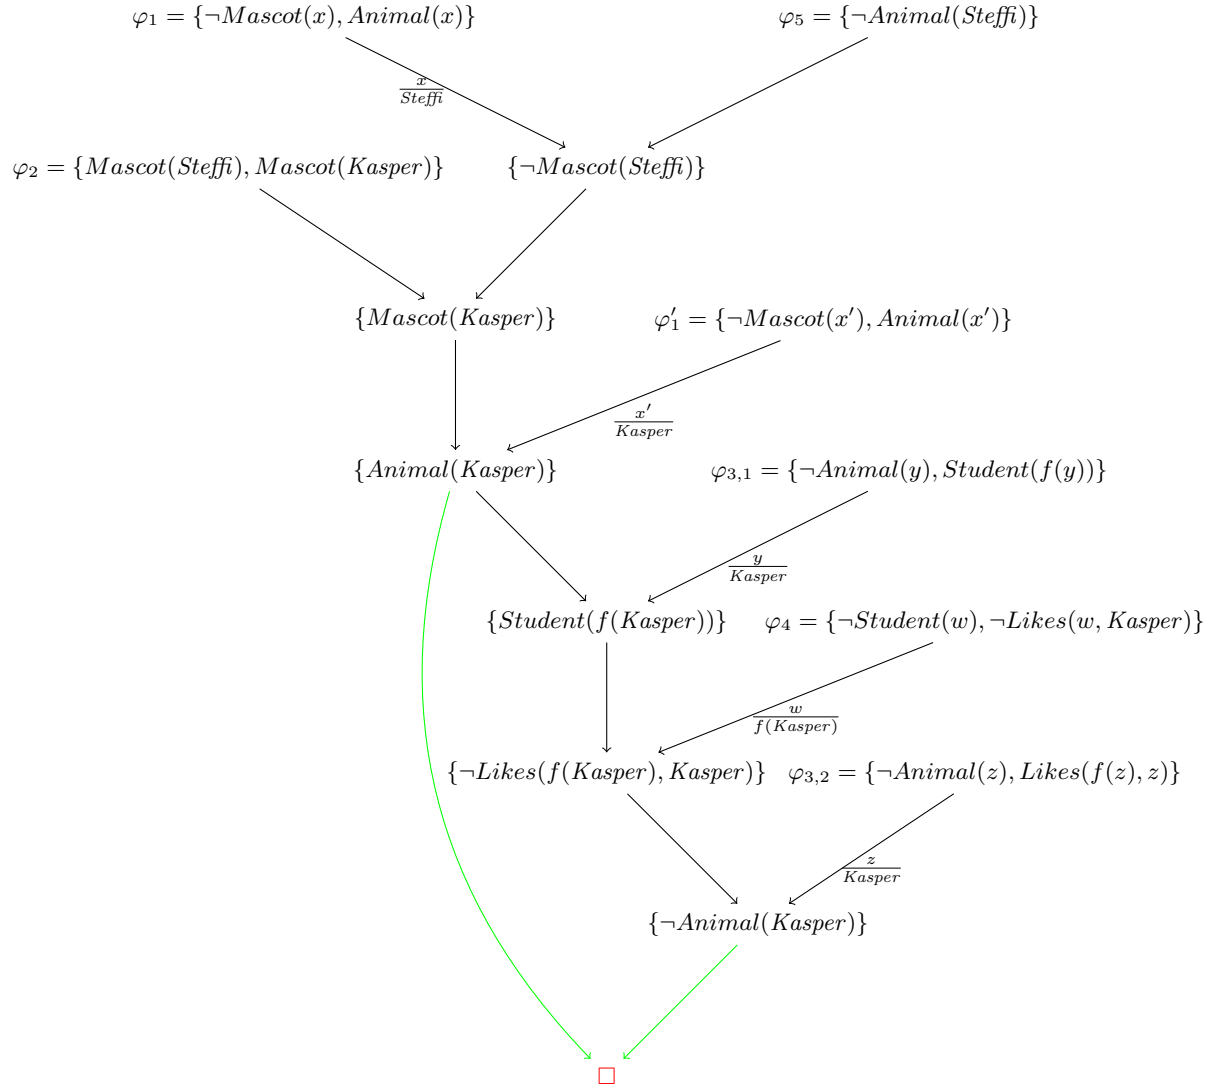 φ₁ = {¬Mascot(x), Animal(x)}
φ₅ = {¬Animal(Steffi)}
x
Steffi
φ₂ = {Mascot(Steffi), Mascot(Kasper)}
{¬Mascot(Steffi)}
{Mascot(Kasper)}
φ′₁ = {¬Mascot(x′), Animal(x′)}
x′
Kasper
{Animal(Kasper)}
φ₃,₁ = {¬Animal(y), Student(f(y))}
y
Kasper
{Student(f(Kasper))}
φ₄ = {¬Student(w), ¬Likes(w, Kasper)}
w
f(Kasper)
{¬Likes(f(Kasper), Kasper)}
φ₃,₂ = {¬Animal(z), Likes(f(z), z)}
z
Kasper
{¬Animal(Kasper)}
□